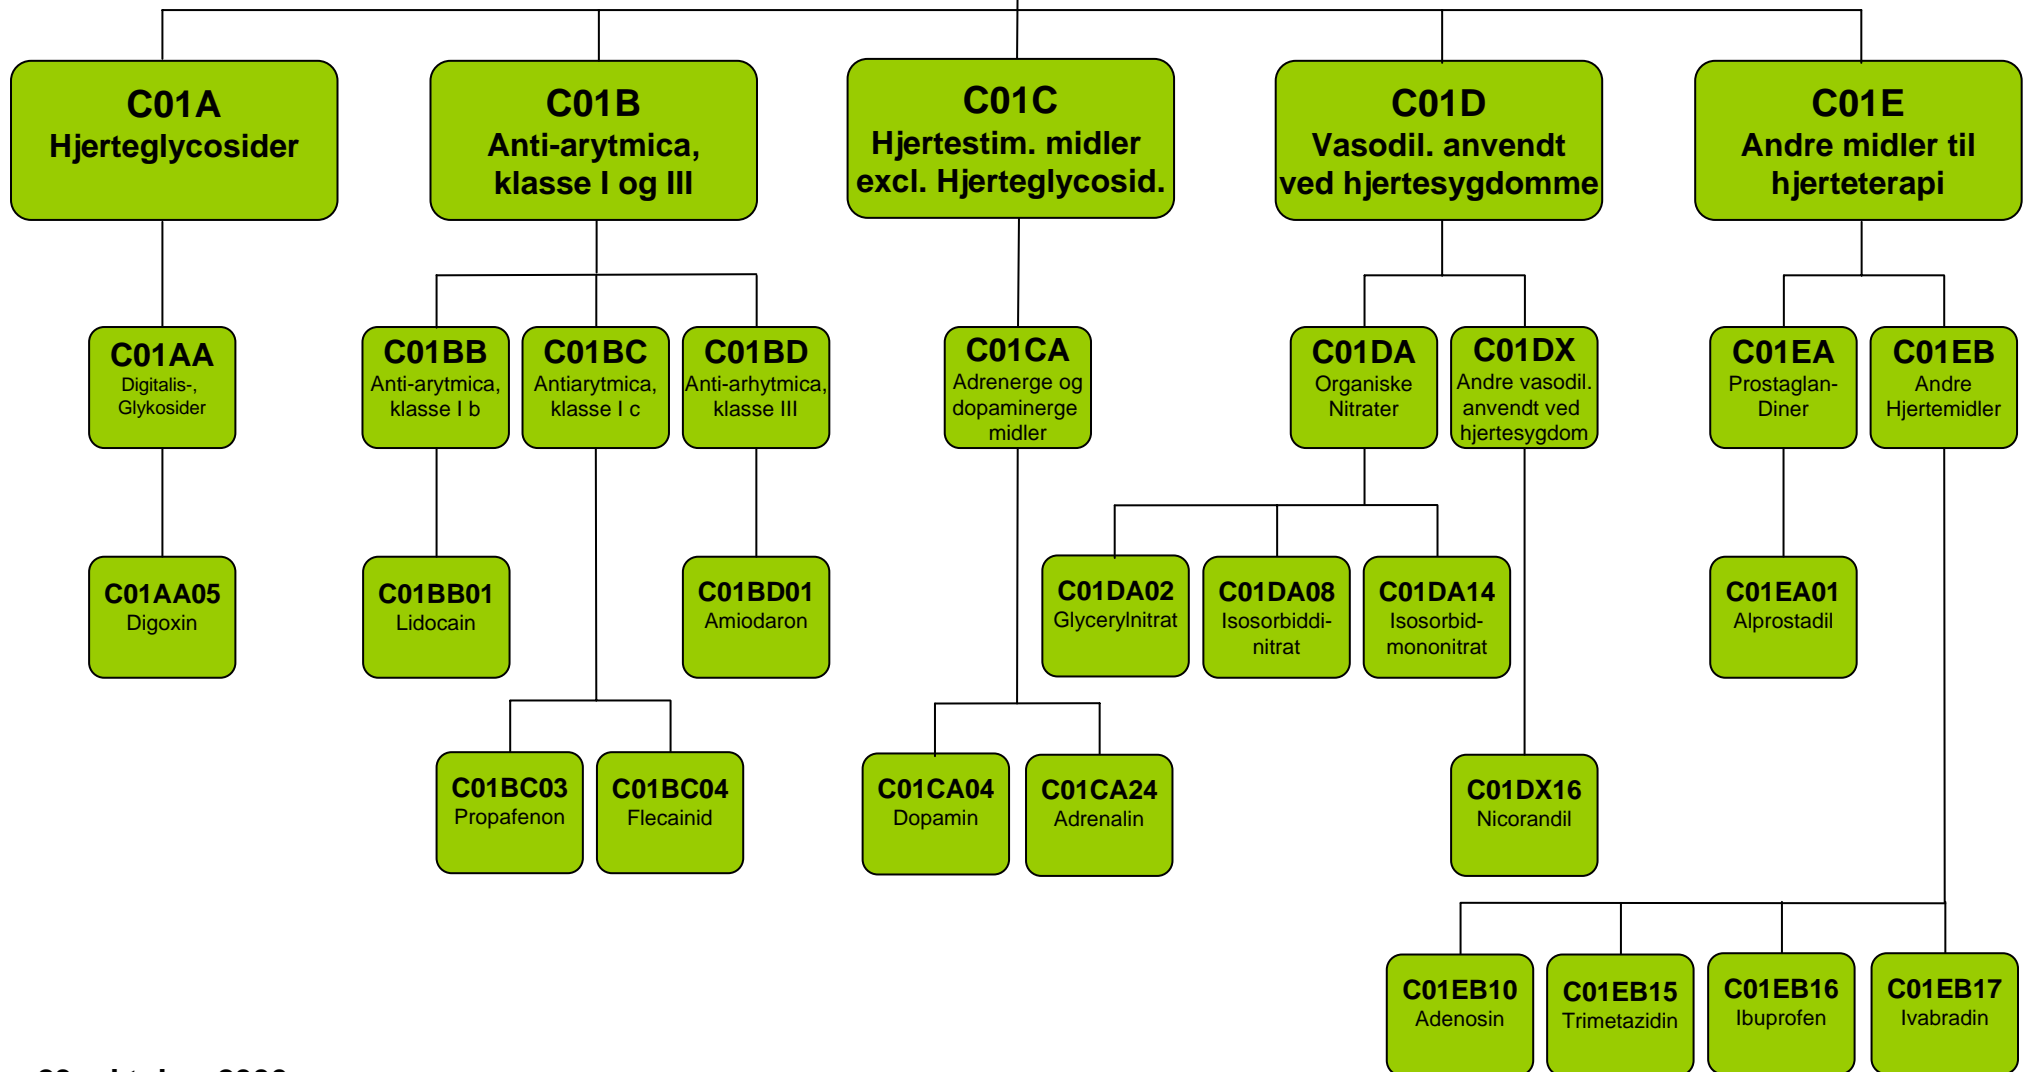 C01A
Hjerteglycosider
C01B
Anti-arytmica,
klasse I og III
C01C
Hjertestim. midler
excl. Hjerteglycosid.
C01D
Vasodil. anvendt
ved hjertesygdomme
C01E
Andre midler til
hjerteterapi
C01AA
Digitalis-,
Glykosider
C01BB
Anti-arytmica,
klasse I b
C01BC
Antiarytmica,
klasse I c
C01BD
Anti-arhytmica,
klasse III
C01CA
Adrenerge og
dopaminerge
midler
C01DA
Organiske
Nitrater
C01DX
Andre vasodil.
anvendt ved
hjertesygdom
C01EA
Prostaglan-
Diner
C01EB
Andre
Hjertemidler
C01AA05
Digoxin
C01BB01
Lidocain
C01BD01
Amiodaron
C01DA02
Glycerylnitrat
C01DA08
Isosorbiddi-
nitrat
C01DA14
Isosorbid-
mononitrat
C01EA01
Alprostadil
C01BC03
Propafenon
C01BC04
Flecainid
C01CA04
Dopamin
C01CA24
Adrenalin
C01DX16
Nicorandil
C01EB10
Adenosin
C01EB15
Trimetazidin
C01EB16
Ibuprofen
C01EB17
Ivabradin